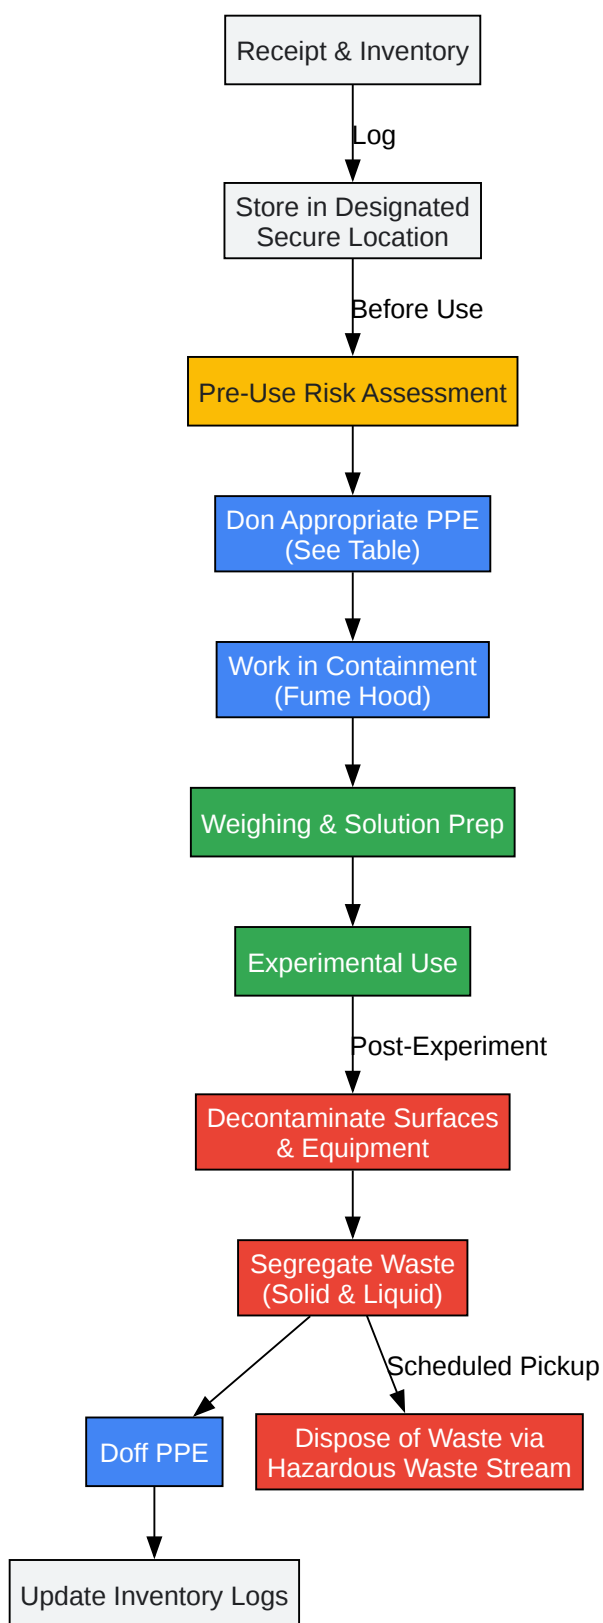 Receipt & Inventory
Log
Store in Designated
Secure Location
Before Use
Pre-Use Risk Assessment
Don Appropriate PPE
(See Table)
Work in Containment
(Fume Hood)
Weighing & Solution Prep
Experimental Use
Post-Experiment
Decontaminate Surfaces
& Equipment
Segregate Waste
(Solid & Liquid)
Scheduled Pickup
Doff PPE
Dispose of Waste via
Hazardous Waste Stream
Update Inventory Logs